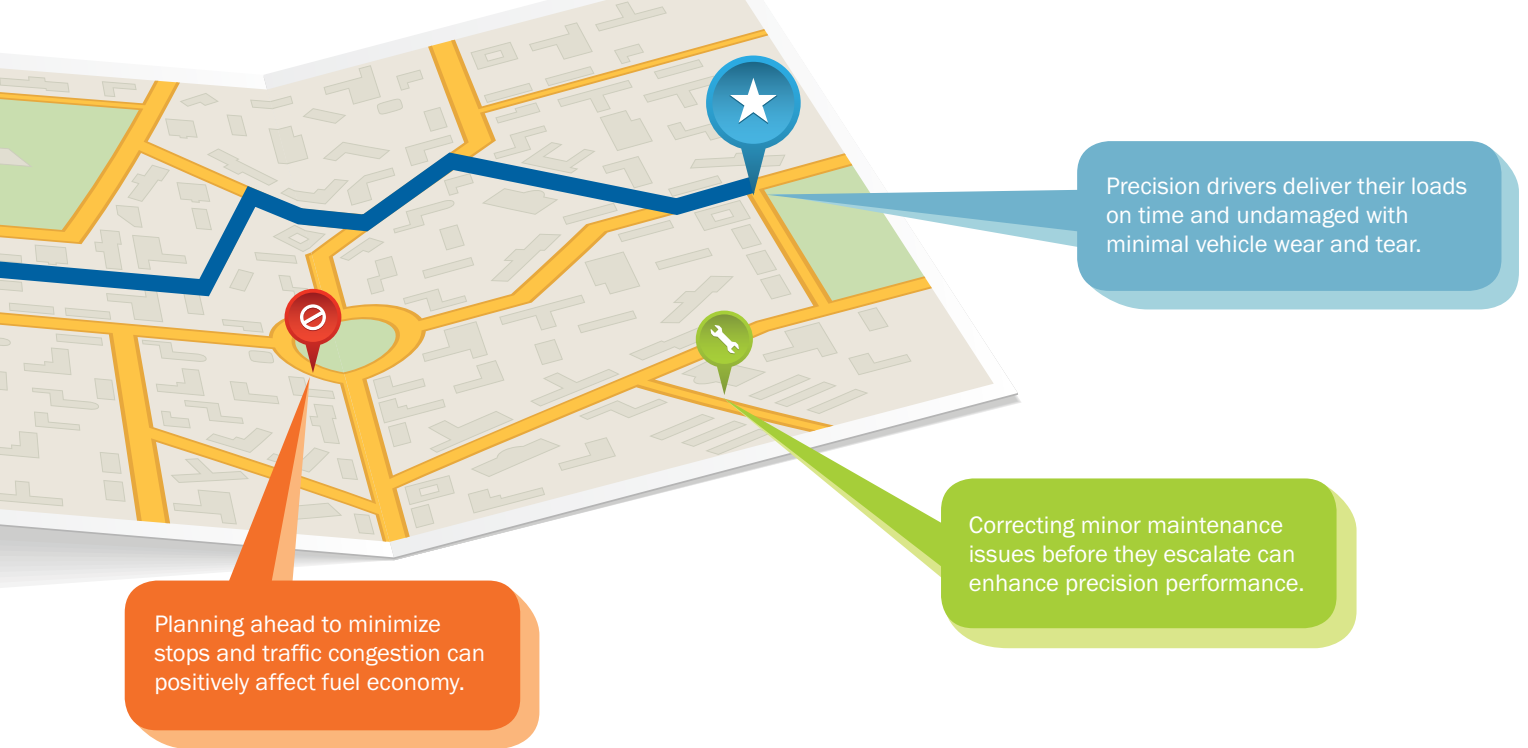 Precision drivers deliver their loads
on time and undamaged with
minimal vehicle wear and tear.
Correcting minor maintenance
issues before they escalate can
enhance precision performance.
Planning ahead to minimize
stops and traffic congestion can
positively affect fuel economy.